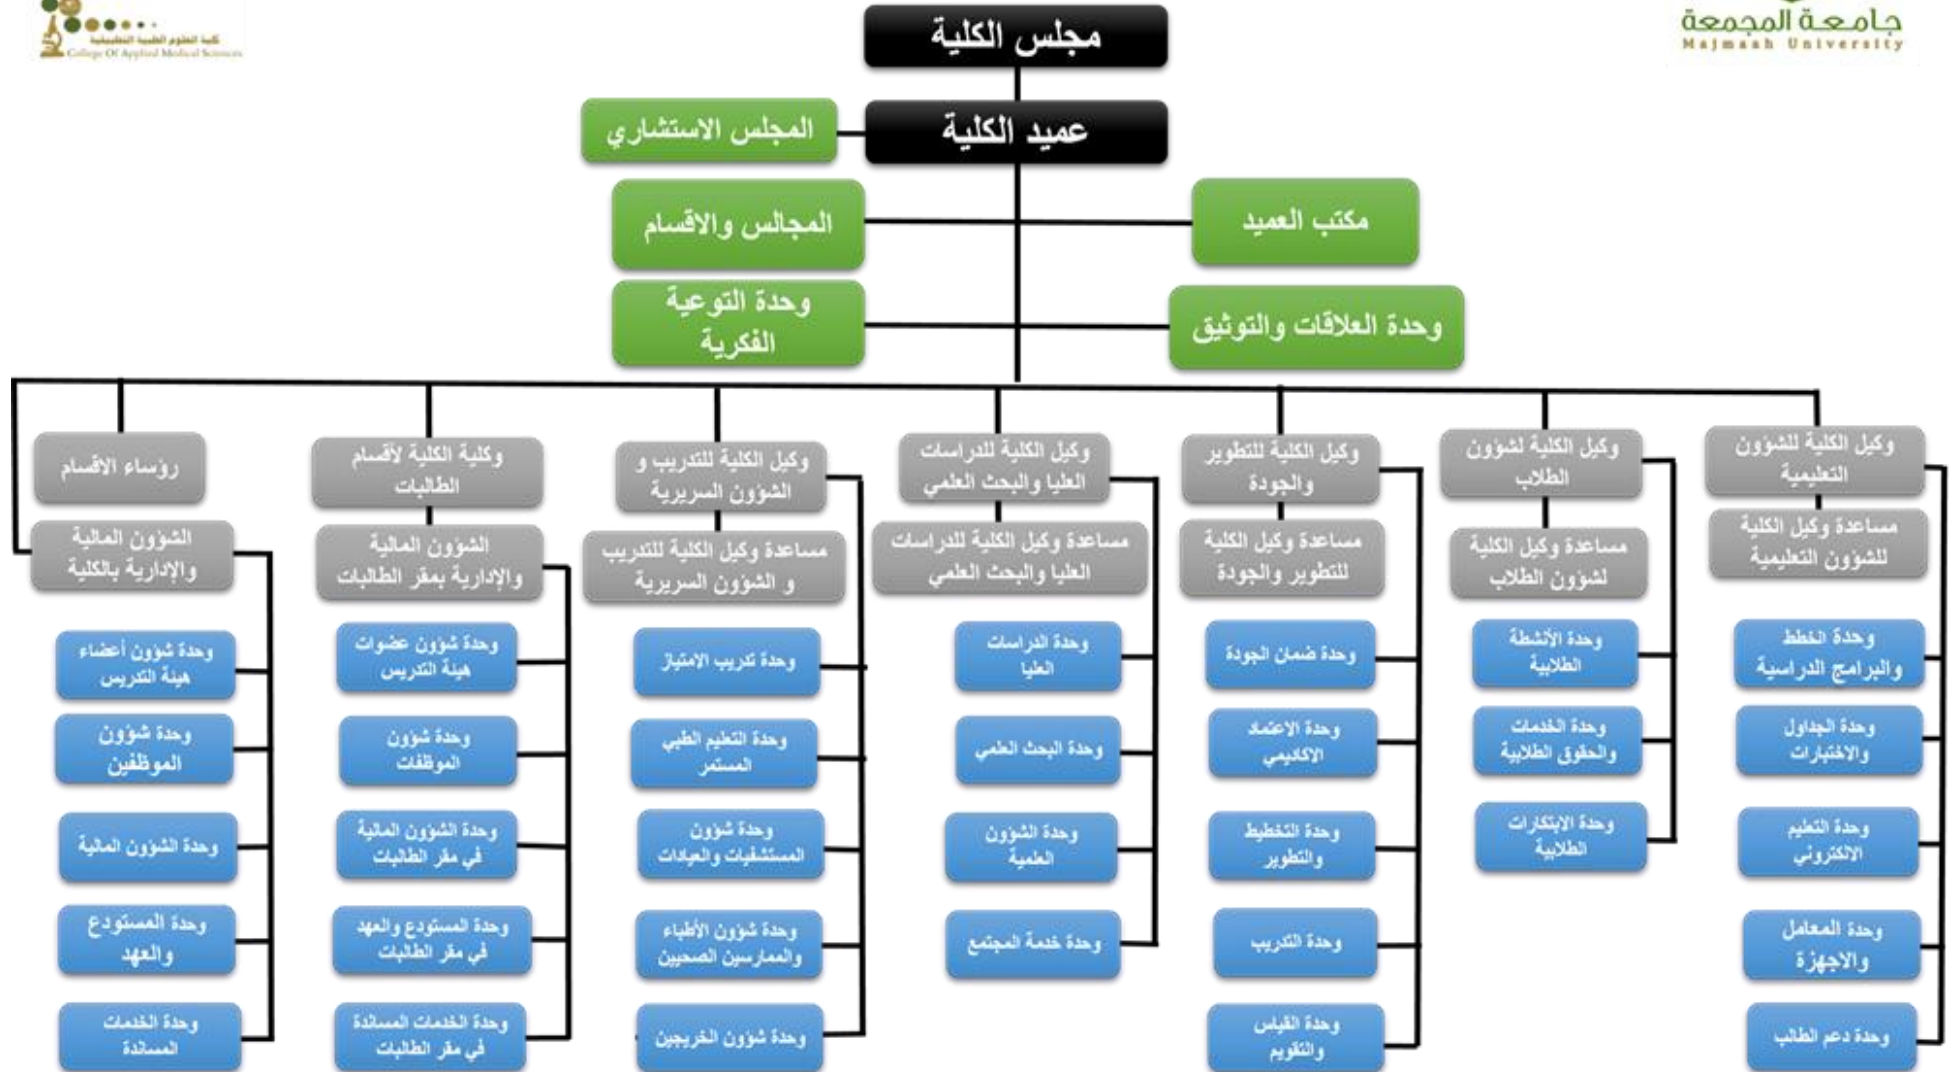 كلية العلوم الطبية التطبيقية
College Of Applied Medical Sciences
جامعة المجمعة
Majmaah University
مجلس الكلية
عميد الكلية
المجلس الاستشاري
مكتب العميد
المجالس والاقسام
وحدة العلاقات والتوثيق
وحدة التوعية
الفكرية
وكيل الكلية للشؤون
التعليمية
مساعدة وكيل الكلية
للشؤون التعليمية
وحدة الخطط
والبرامج الدراسية
وحدة الجداول
والاختبارات
وحدة التعليم
الالكتروني
وحدة المعامل
والاجهزة
وحدة دعم الطالب
وكيل الكلية لشؤون
الطلاب
مساعدة وكيل الكلية
لشؤون الطلاب
وحدة الأنشطة
الطلابية
وحدة الخدمات
والحقوق الطلابية
وحدة الابتكارات
الطلابية
وكيل الكلية للتطوير
والجودة
مساعدة وكيل الكلية
للتطوير والجودة
وحدة ضمان الجودة
وحدة الاعتماد
الاكاديمي
وحدة التخطيط
والتطوير
وحدة التدريب
وحدة القياس
والتقويم
وكيل الكلية للدراسات
العليا والبحث العلمي
مساعدة وكيل الكلية للدراسات
العليا والبحث العلمي
وحدة الدراسات
العليا
وحدة البحث العلمي
وحدة الشؤون
العلمية
وحدة خدمة المجتمع
وكيل الكلية للتدريب و
الشؤون السريرية
مساعدة وكيل الكلية للتدريب
و الشؤون السريرية
وحدة تدريب الامتياز
وحدة التعليم الطبي
المستمر
وحدة شؤون
المستشفيات والعيادات
وحدة شؤون الأطباء
والممارسين الصحيين
وحدة شؤون الخريجين
وكلية الكلية لأقسام
الطالبات
الشؤون المالية
والإدارية بمقر الطالبات
وحدة شؤون عضوات
هيئة التدريس
وحدة شؤون
الموظفات
وحدة الشؤون المالية
في مقر الطالبات
وحدة المستودع والعهد
في مقر الطالبات
وحدة الخدمات المساندة
في مقر الطالبات
رؤساء الاقسام
الشؤون المالية
والإدارية بالكلية
وحدة شؤون أعضاء
هيئة التدريس
وحدة شؤون
الموظفين
وحدة الشؤون المالية
وحدة المستودع
والعهد
وحدة الخدمات
المساندة